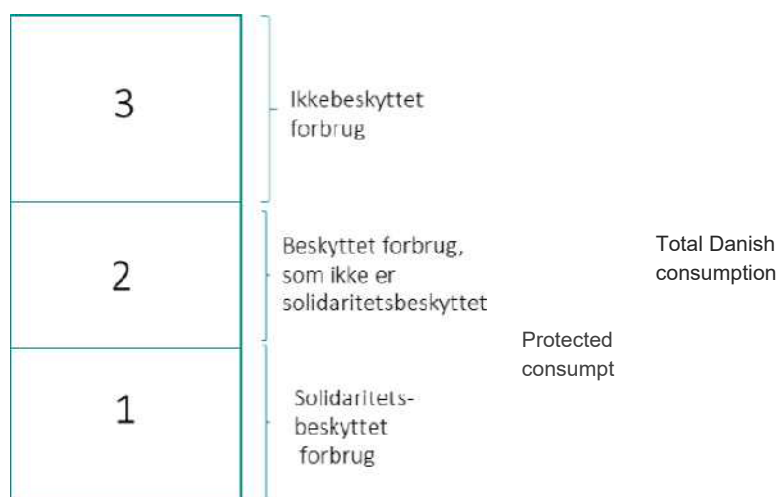 3
Ikkebeskyttet
forbrug
2
Beskyttet forbrug,
som ikke er
solidaritetsbeskyttet
Total Danish
consumption
Protected
consumpt
1
Solidaritets-
beskyttet
forbrug